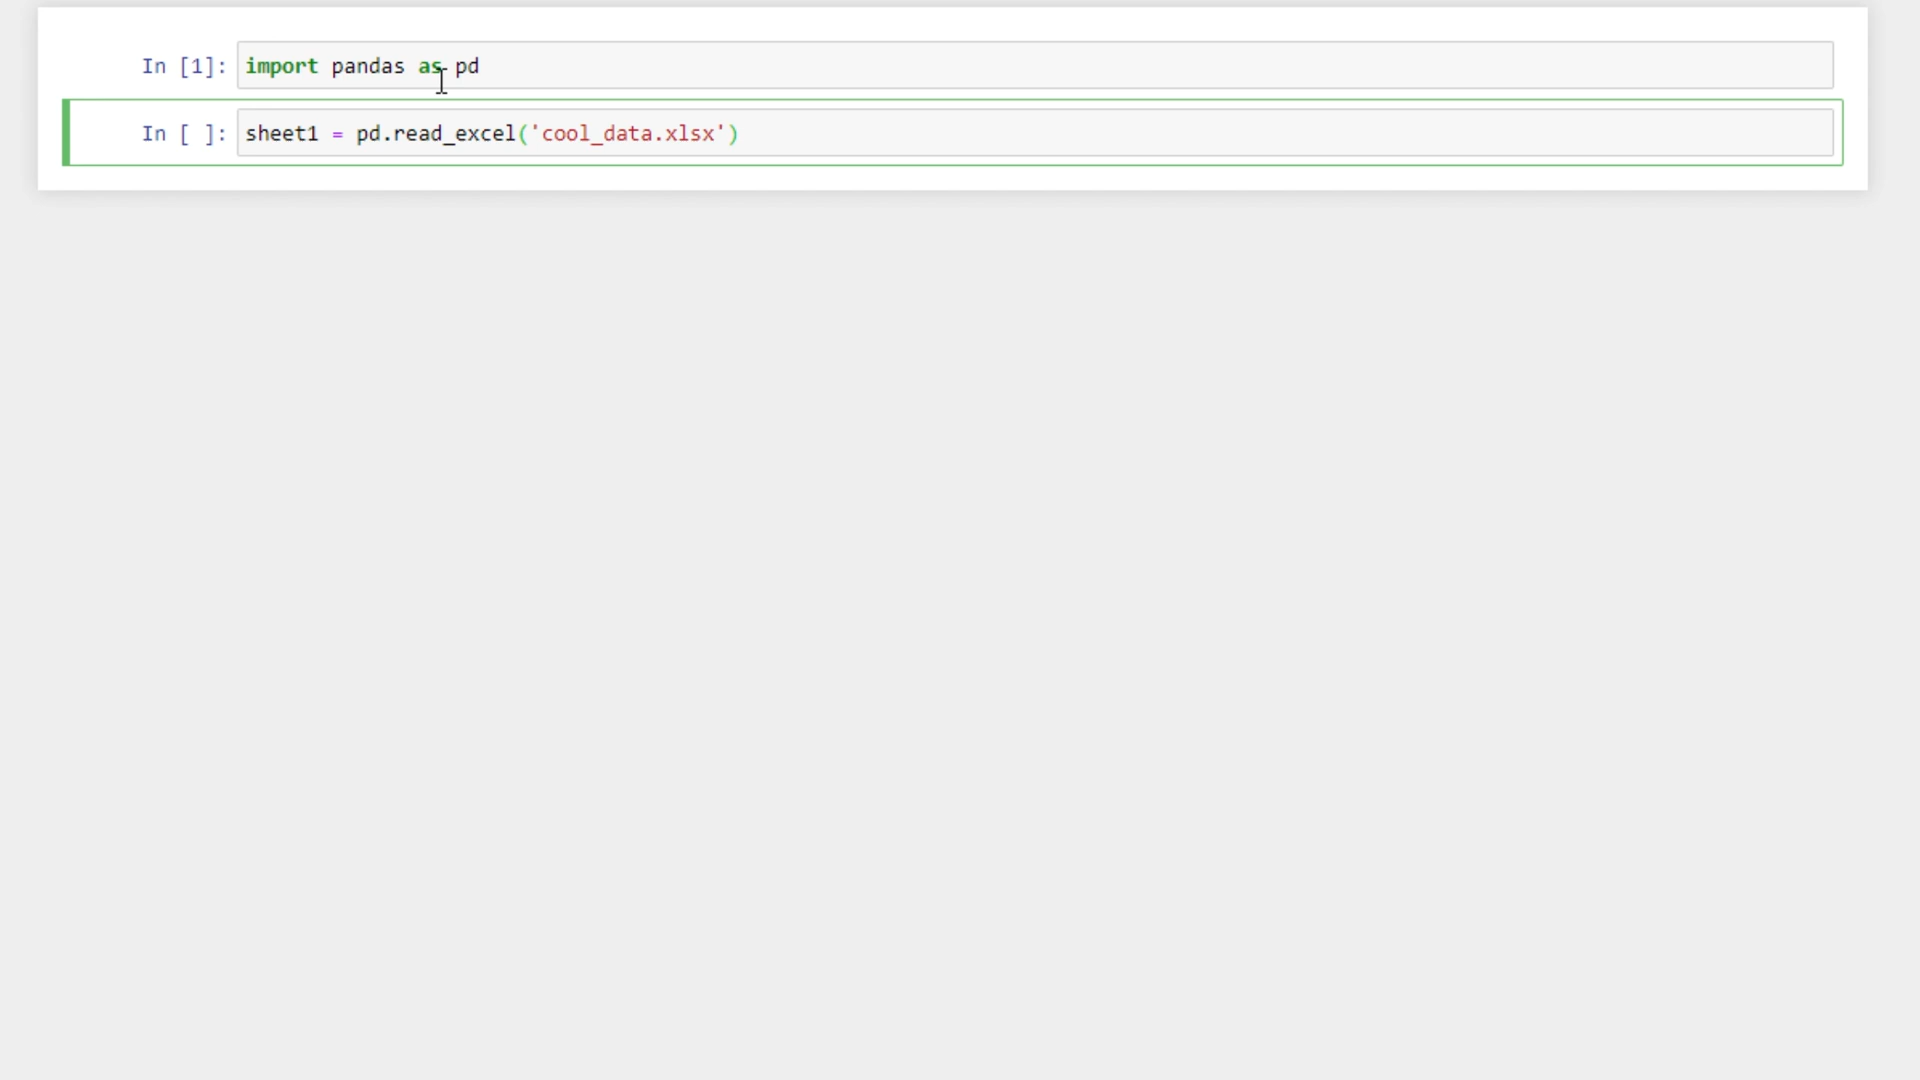 In [1]: import pandas as pd
In [ ]: sheet1 = pd.read_excel('cool_data.xlsx')